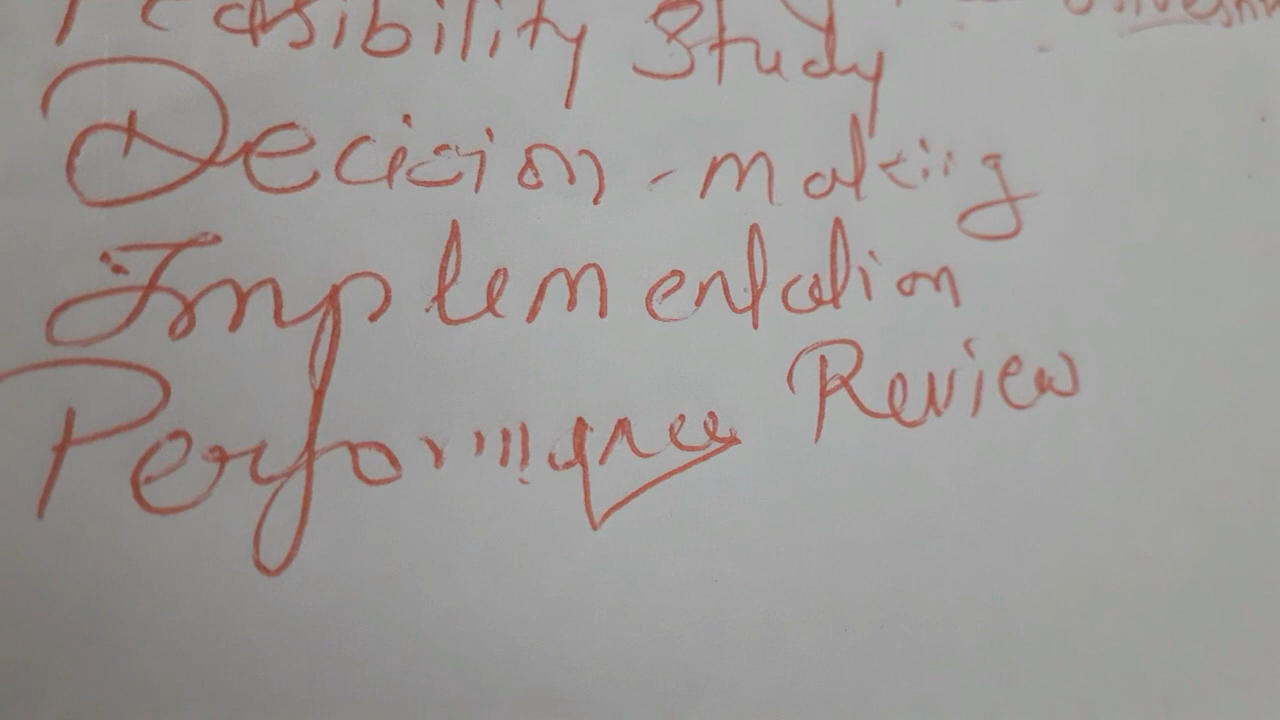 Feasibility Study
Decision-making
Implementation
Performance Review